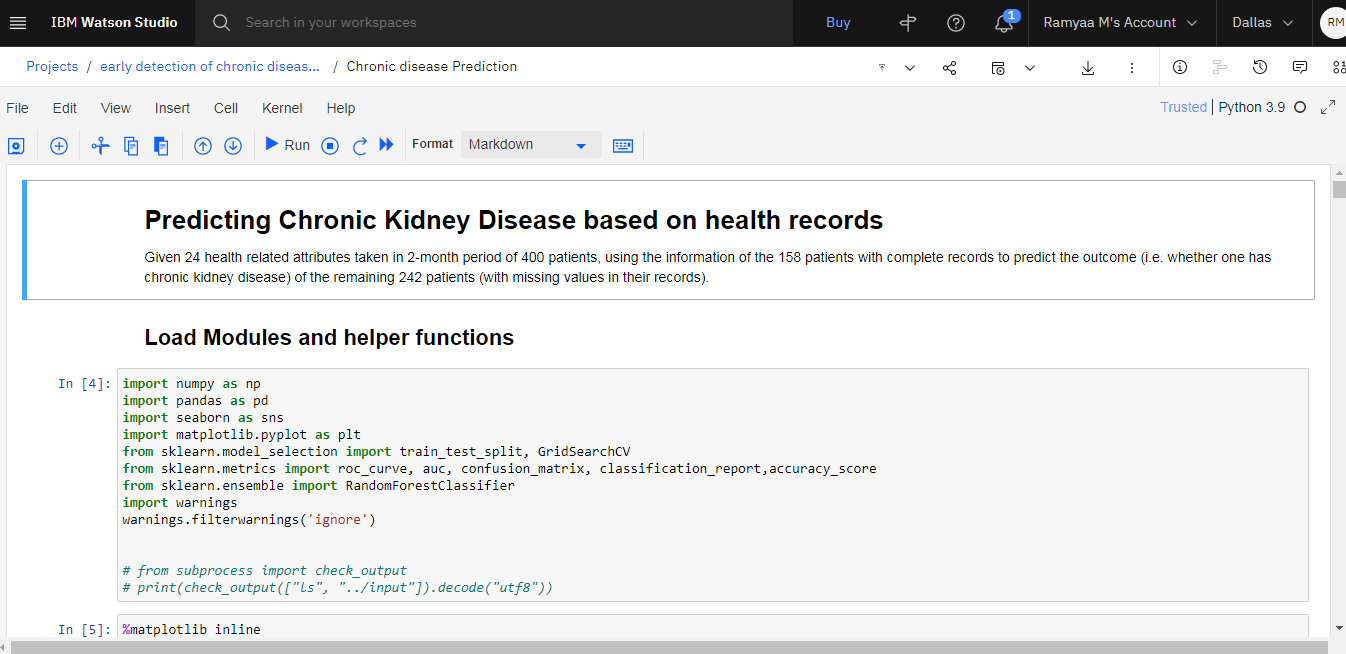 IBM Watson Studio Search in your workspaces Buy 1 Ramyaa M's Account Dallas RM
Projects / early detection of chronic diseas... / Chronic disease Prediction
File Edit View Insert Cell Kernel Help Trusted | Python 3.9
Run Format Markdown
Predicting Chronic Kidney Disease based on health records
Given 24 health related attributes taken in 2-month period of 400 patients, using the information of the 158 patients with complete records to predict the outcome (i.e. whether one has
chronic kidney disease) of the remaining 242 patients (with missing values in their records).
Load Modules and helper functions
In [4]: import numpy as np
import pandas as pd
import seaborn as sns
import matplotlib.pyplot as plt
from sklearn.model_selection import train_test_split, GridSearchCV
from sklearn.metrics import roc_curve, auc, confusion_matrix, classification_report,accuracy_score
from sklearn.ensemble import RandomForestClassifier
import warnings
warnings.filterwarnings('ignore')
# from subprocess import check_output
# print(check_output(["ls", "../input"]).decode("utf8"))
In [5]: %matplotlib inline